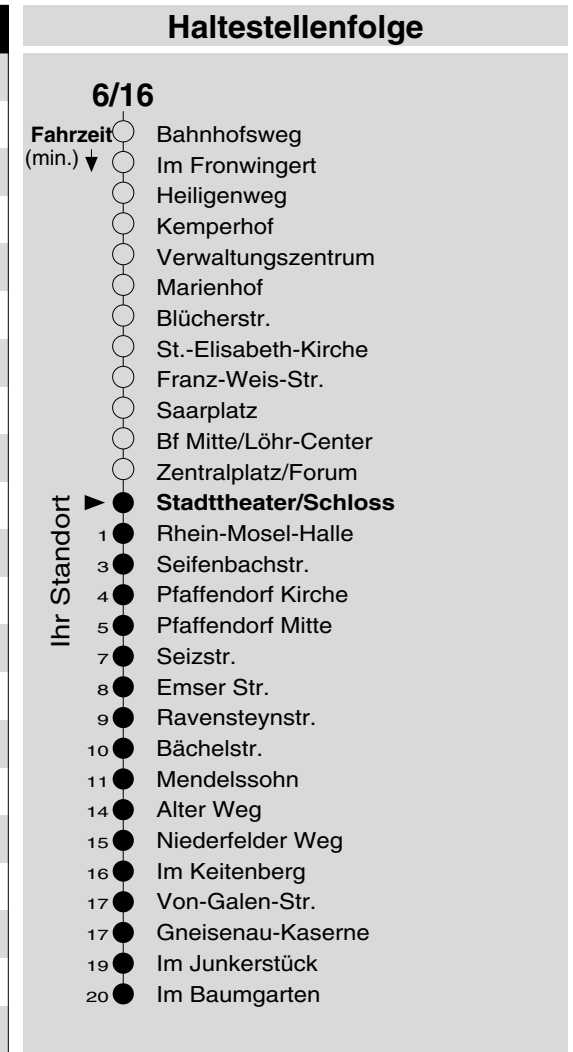 Haltestellenfolge
6/16
Fahrzeit
(min.)
Bahnhofsweg
Im Fronwingert
Heiligenweg
Kemperhof
Verwaltungszentrum
Marienhof
Blücherstr.
St.-Elisabeth-Kirche
Franz-Weis-Str.
Saarplatz
Bf Mitte/Löhr-Center
Zentralplatz/Forum
Ihr Standort
Stadttheater/Schloss
1 Rhein-Mosel-Halle
3 Seifenbachstr.
4 Pfaffendorf Kirche
5 Pfaffendorf Mitte
7 Seizstr.
8 Emser Str.
9 Ravensteynstr.
10 Bächelstr.
11 Mendelssohn
14 Alter Weg
15 Niederfelder Weg
16 Im Keitenberg
17 Von-Galen-Str.
17 Gneisenau-Kaserne
19 Im Junkerstück
20 Im Baumgarten